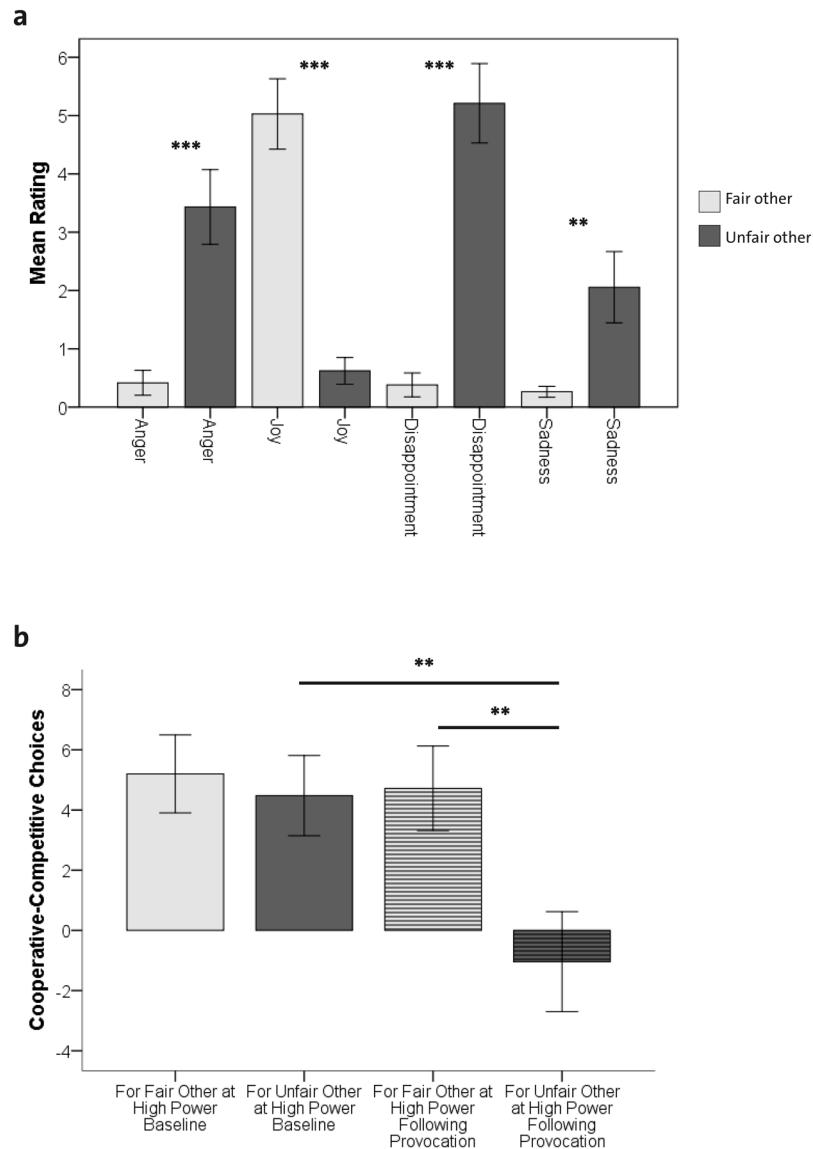 a
***
***
***
**
6
5
4
3
2
1
0
Mean Rating
Anger
Anger
Joy
Joy
Disappointment
Disappointment
Sadness
Sadness
Fair other
Unfair other
b
**
**
8
6
4
2
0
-2
-4
Cooperative-Competitive Choices
For Fair Other at
High Power
Baseline
For Unfair Other
at High Power
Baseline
For Fair Other at
High Power
Following
Provocation
For Unfair Other
at High Power
Following
Provocation